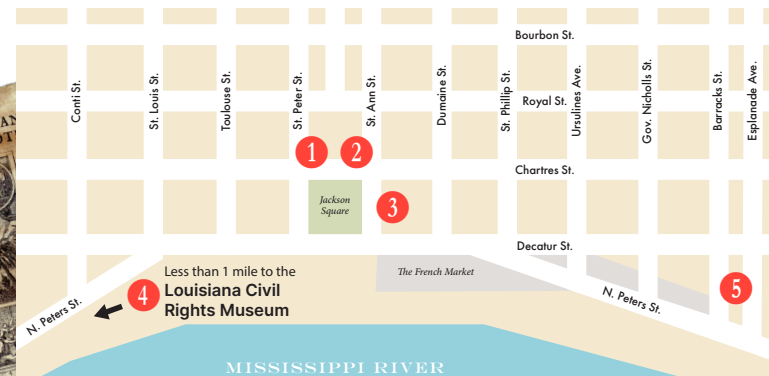 Bourbon St.
Conti St.
St. Louis St.
Toulouse St.
St. Peter St.
St. Ann St.
Dumaine St.
St. Phillip St.
Royal St.
Ursulines Ave.
Gov. Nicholls St.
Barracks St.
Esplanade Ave.
1
2
Chartres St.
Jackson
Square
3
Decatur St.
Less than 1 mile to the
Louisiana Civil
Rights Museum
4
The French Market
N. Peters St.
N. Peters St.
5
MISSISSIPPI RIVER